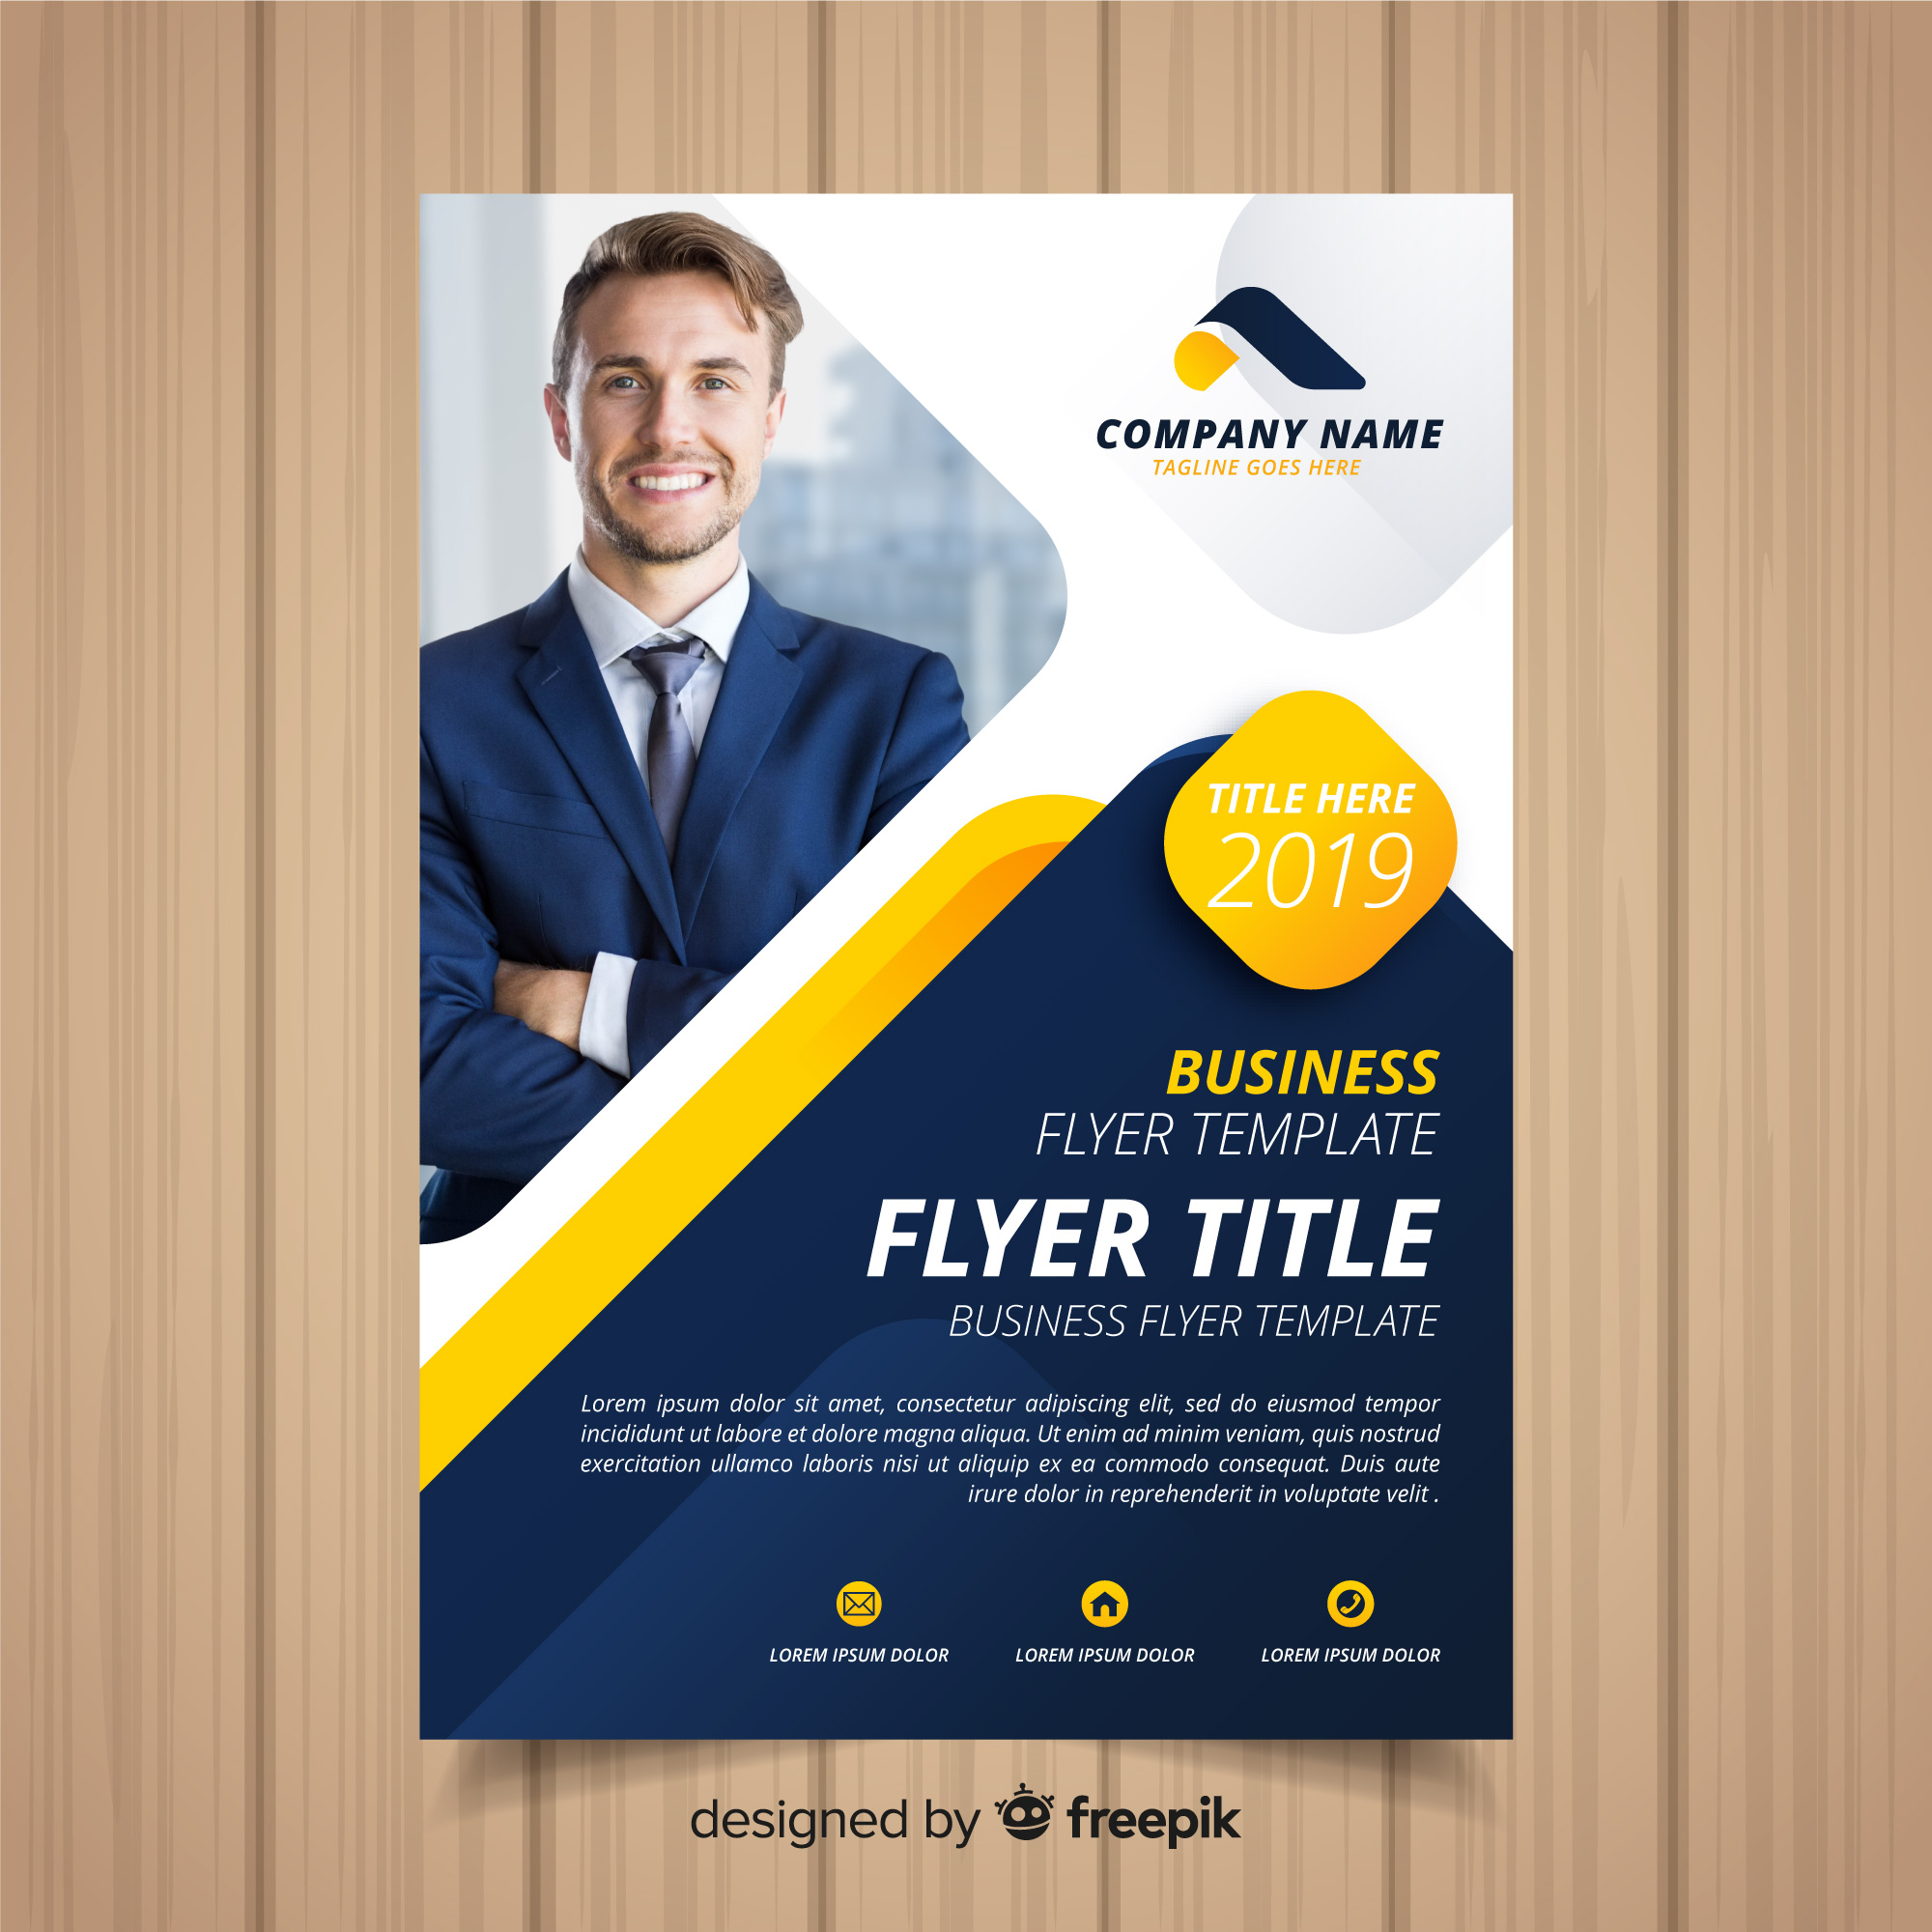 COMPANY NAME
TAGLINE GOES HERE
TITLE HERE
2019
BUSINESS
FLYER TEMPLATE
FLYER TITLE
BUSINESS FLYER TEMPLATE
Lorem ipsum dolor sit amet, consectetur adipiscing elit, sed do eiusmod tempor
incididunt ut labore et dolore magna aliqua. Ut enim ad minim veniam, quis nostrud
exercitation ullamco laboris nisi ut aliquip ex ea commodo consequat. Duis aute
irure dolor in reprehenderit in voluptate velit .
LOREM IPSUM DOLOR
LOREM IPSUM DOLOR
LOREM IPSUM DOLOR
designed by freepik